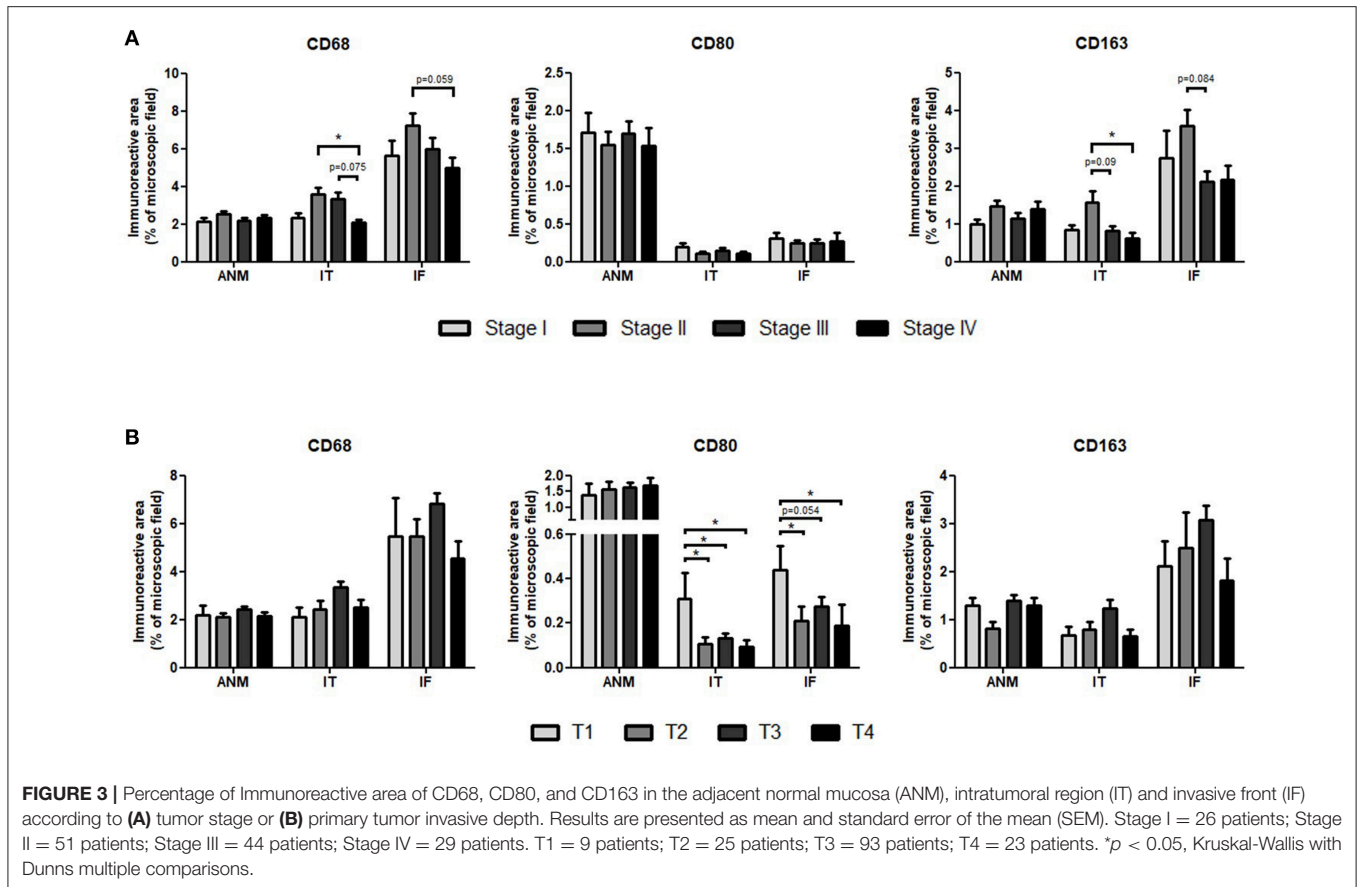 A
CD68
CD80
CD163
Immunoreactive area
(% of microscopic field)
10
8
6
4
2
0
*
p=0.075
p=0.059
ANM IT IF
Immunoreactive area
(% of microscopic field)
2.5
2.0
1.5
1.0
0.5
0.0
ANM IT IF
Immunoreactive area
(% of microscopic field)
5
4
3
2
1
0
*
p=0.09
p=0.084
ANM IT IF
Stage I Stage II Stage III Stage IV
B
CD68
CD80
CD163
Immunoreactive area
(% of microscopic field)
8
6
4
2
0
ANM IT IF
Immunoreactive area
(% of microscopic field)
2.0
1.5
1.0
0.6
0.4
0.2
0.0
*
*
*
*
p=0.054
*
ANM IT IF
Immunoreactive area
(% of microscopic field)
4
3
2
1
0
ANM IT IF
T1 T2 T3 T4
FIGURE 3 | Percentage of Immunoreactive area of CD68, CD80, and CD163 in the adjacent normal mucosa (ANM), intratumoral region (IT) and invasive front (IF)
according to (A) tumor stage or (B) primary tumor invasive depth. Results are presented as mean and standard error of the mean (SEM). Stage I = 26 patients; Stage
II = 51 patients; Stage III = 44 patients; Stage IV = 29 patients. T1 = 9 patients; T2 = 25 patients; T3 = 93 patients; T4 = 23 patients. *p < 0.05, Kruskal-Wallis with
Dunns multiple comparisons.